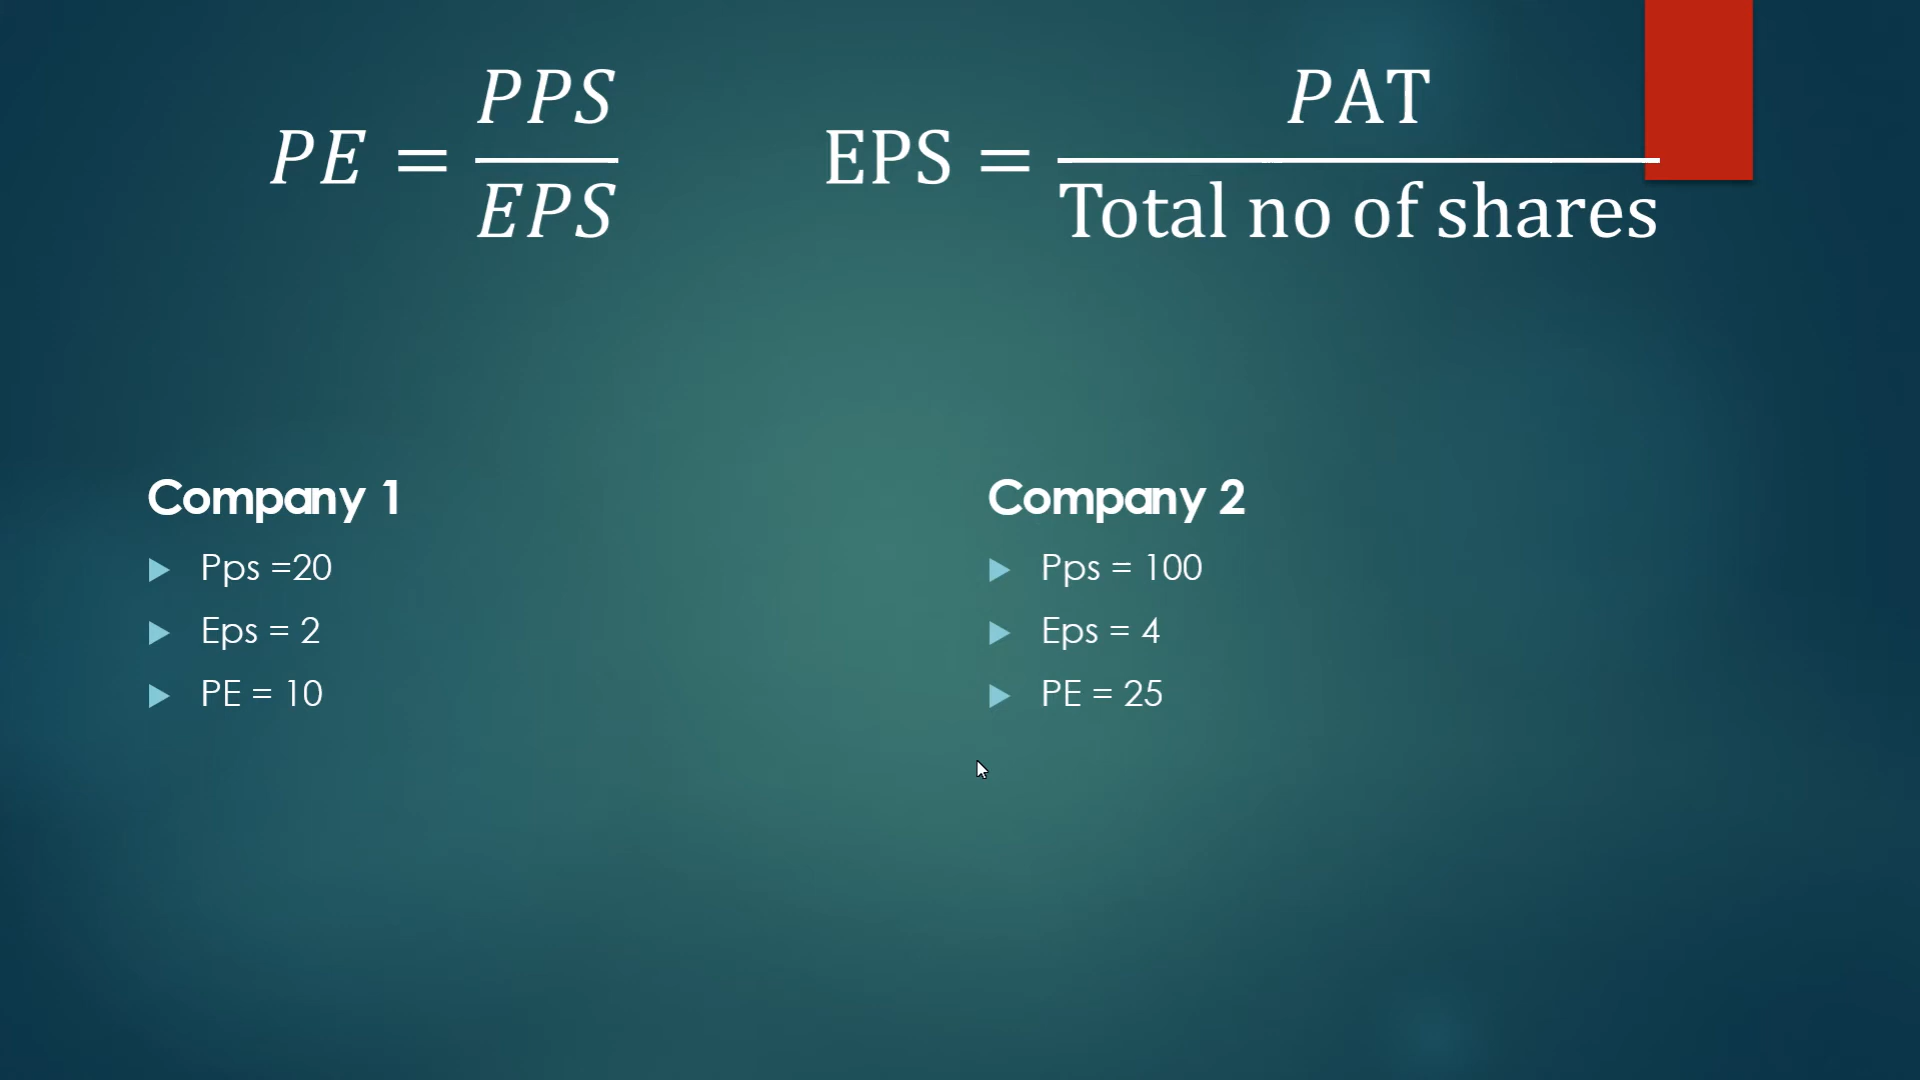 PE = PPS / EPS
EPS = PAT / Total no of shares
Company 1
Pps =20
Eps = 2
PE = 10
Company 2
Pps = 100
Eps = 4
PE = 25